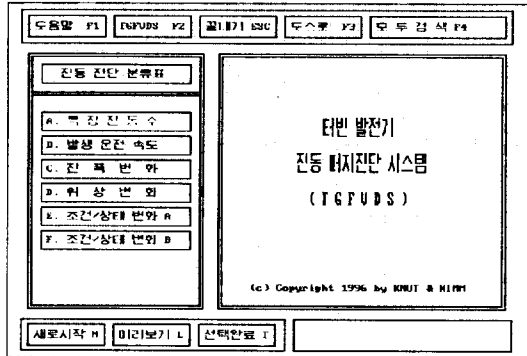 도움말 F1 TGFUDS F2 끝내기 ESC 도스로 F3 모두검색 F4
진동 진단 분류표
A. 특징진동수
B. 발생 운전 속도
C. 진 폭 변 화
D. 위 상 변 화
E. 조건/상태 변화 A
F. 조건/상태 변화 B
터빈 발전기
진동 퍼지진단 시스템
( T G F U D S )
(c) Copyright 1996 by KNUT & KIMM
새로시작 N 미리보기 L 선택완료 T